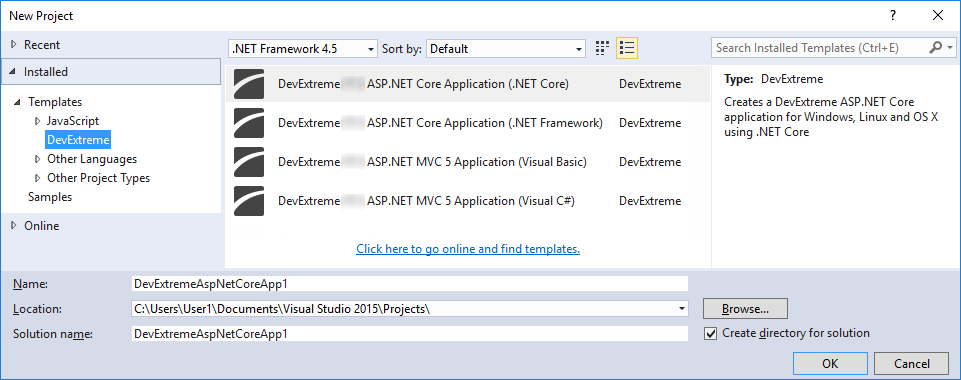 New Project
Recent
Installed
Templates
JavaScript
DevExtreme
Other Languages
Other Project Types
Samples
Online
.NET Framework 4.5 Sort by: Default
Search Installed Templates (Ctrl+E)
DevExtreme ASP.NET Core Application (.NET Core) DevExtreme
DevExtreme ASP.NET Core Application (.NET Framework) DevExtreme
DevExtreme ASP.NET MVC 5 Application (Visual Basic) DevExtreme
DevExtreme ASP.NET MVC 5 Application (Visual C#) DevExtreme
Click here to go online and find templates.
Type: DevExtreme
Creates a DevExtreme ASP.NET Core
application for Windows, Linux and OS X
using .NET Core
Name: DevExtremeAspNetCoreApp1
Location: C:\Users\User1\Documents\Visual Studio 2015\Projects\ Browse...
Solution name: DevExtremeAspNetCoreApp1 Create directory for solution
OK Cancel